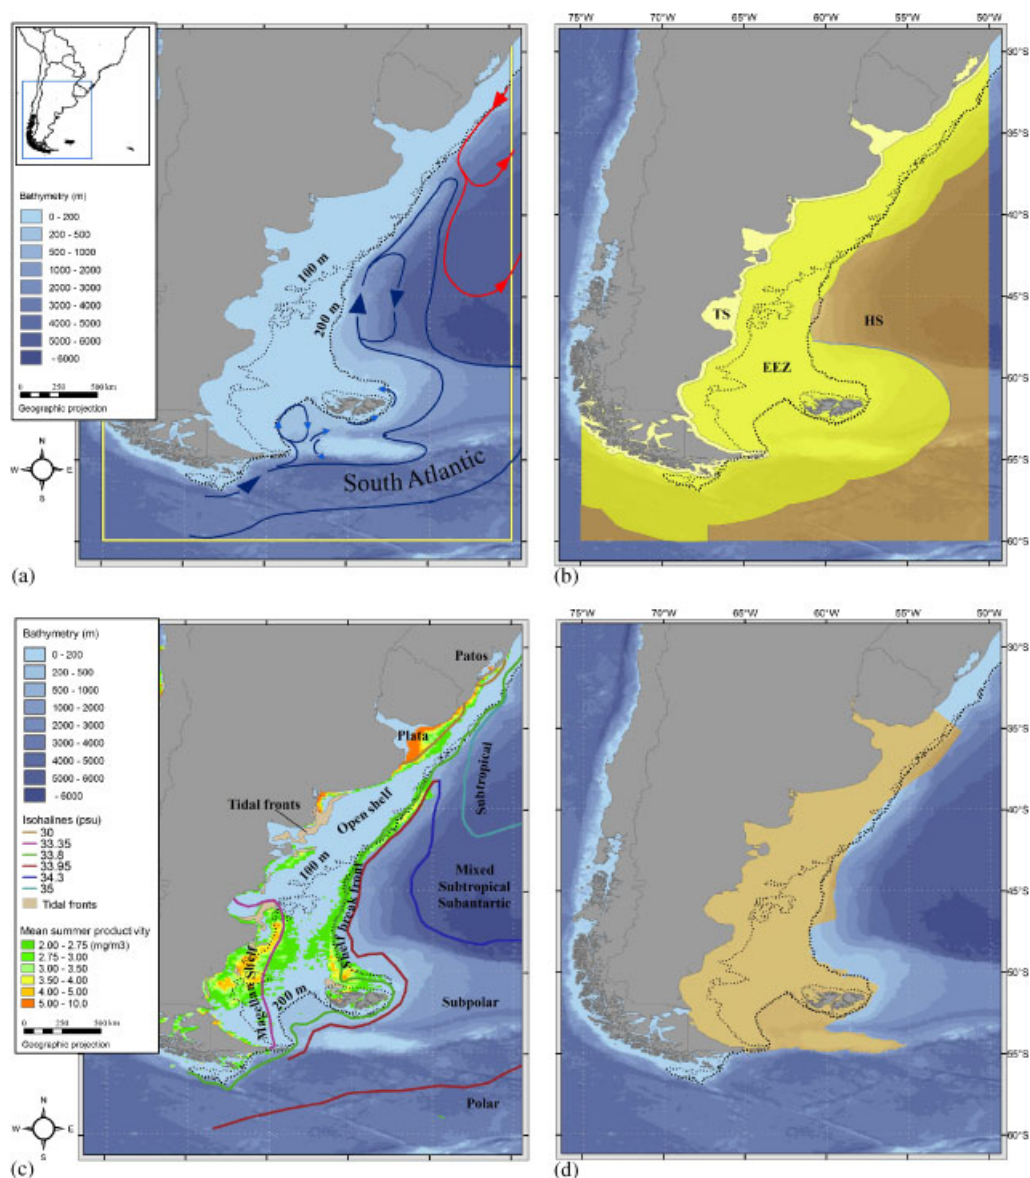 75°W 70°W 65°W 60°W 55°W 50°W
Bathymetry (m)
0 - 200
200 - 500
500 - 1000
1000 - 2000
2000 - 3000
3000 - 4000
4000 - 5000
5000 - 6000
- 6000
0 250 500 km
Geographic projection
N
W E
S
100 m
200 m
South Atlantic
(a)
30°S
35°S
40°S
45°S
50°S
55°S
60°S
TS
EEZ
HS
(b)
Bathymetry (m)
0 - 200
200 - 500
500 - 1000
1000 - 2000
2000 - 3000
3000 - 4000
4000 - 5000
5000 - 6000
- 6000
Isohalines (psu)
30
33.35
33.8
33.95
34.3
35
Tidal fronts
Mean summer productivity
2.00 - 2.75 (mg/m3)
2.75 - 3.00
3.00 - 3.50
3.50 - 4.00
4.00 - 5.00
5.00 - 10.0
0 250 500 km
Geographic projection
N
W E
S
Patos
Plata
Subtropical
Tidal fronts
Open shelf
100 m
Mixed
Subtropical
Subantartic
Shelf break front
Magellan Shelf
200 m
Subpolar
Polar
(c)
75°W 70°W 65°W 60°W 55°W 50°W
30°S
35°S
40°S
45°S
50°S
55°S
60°S
(d)